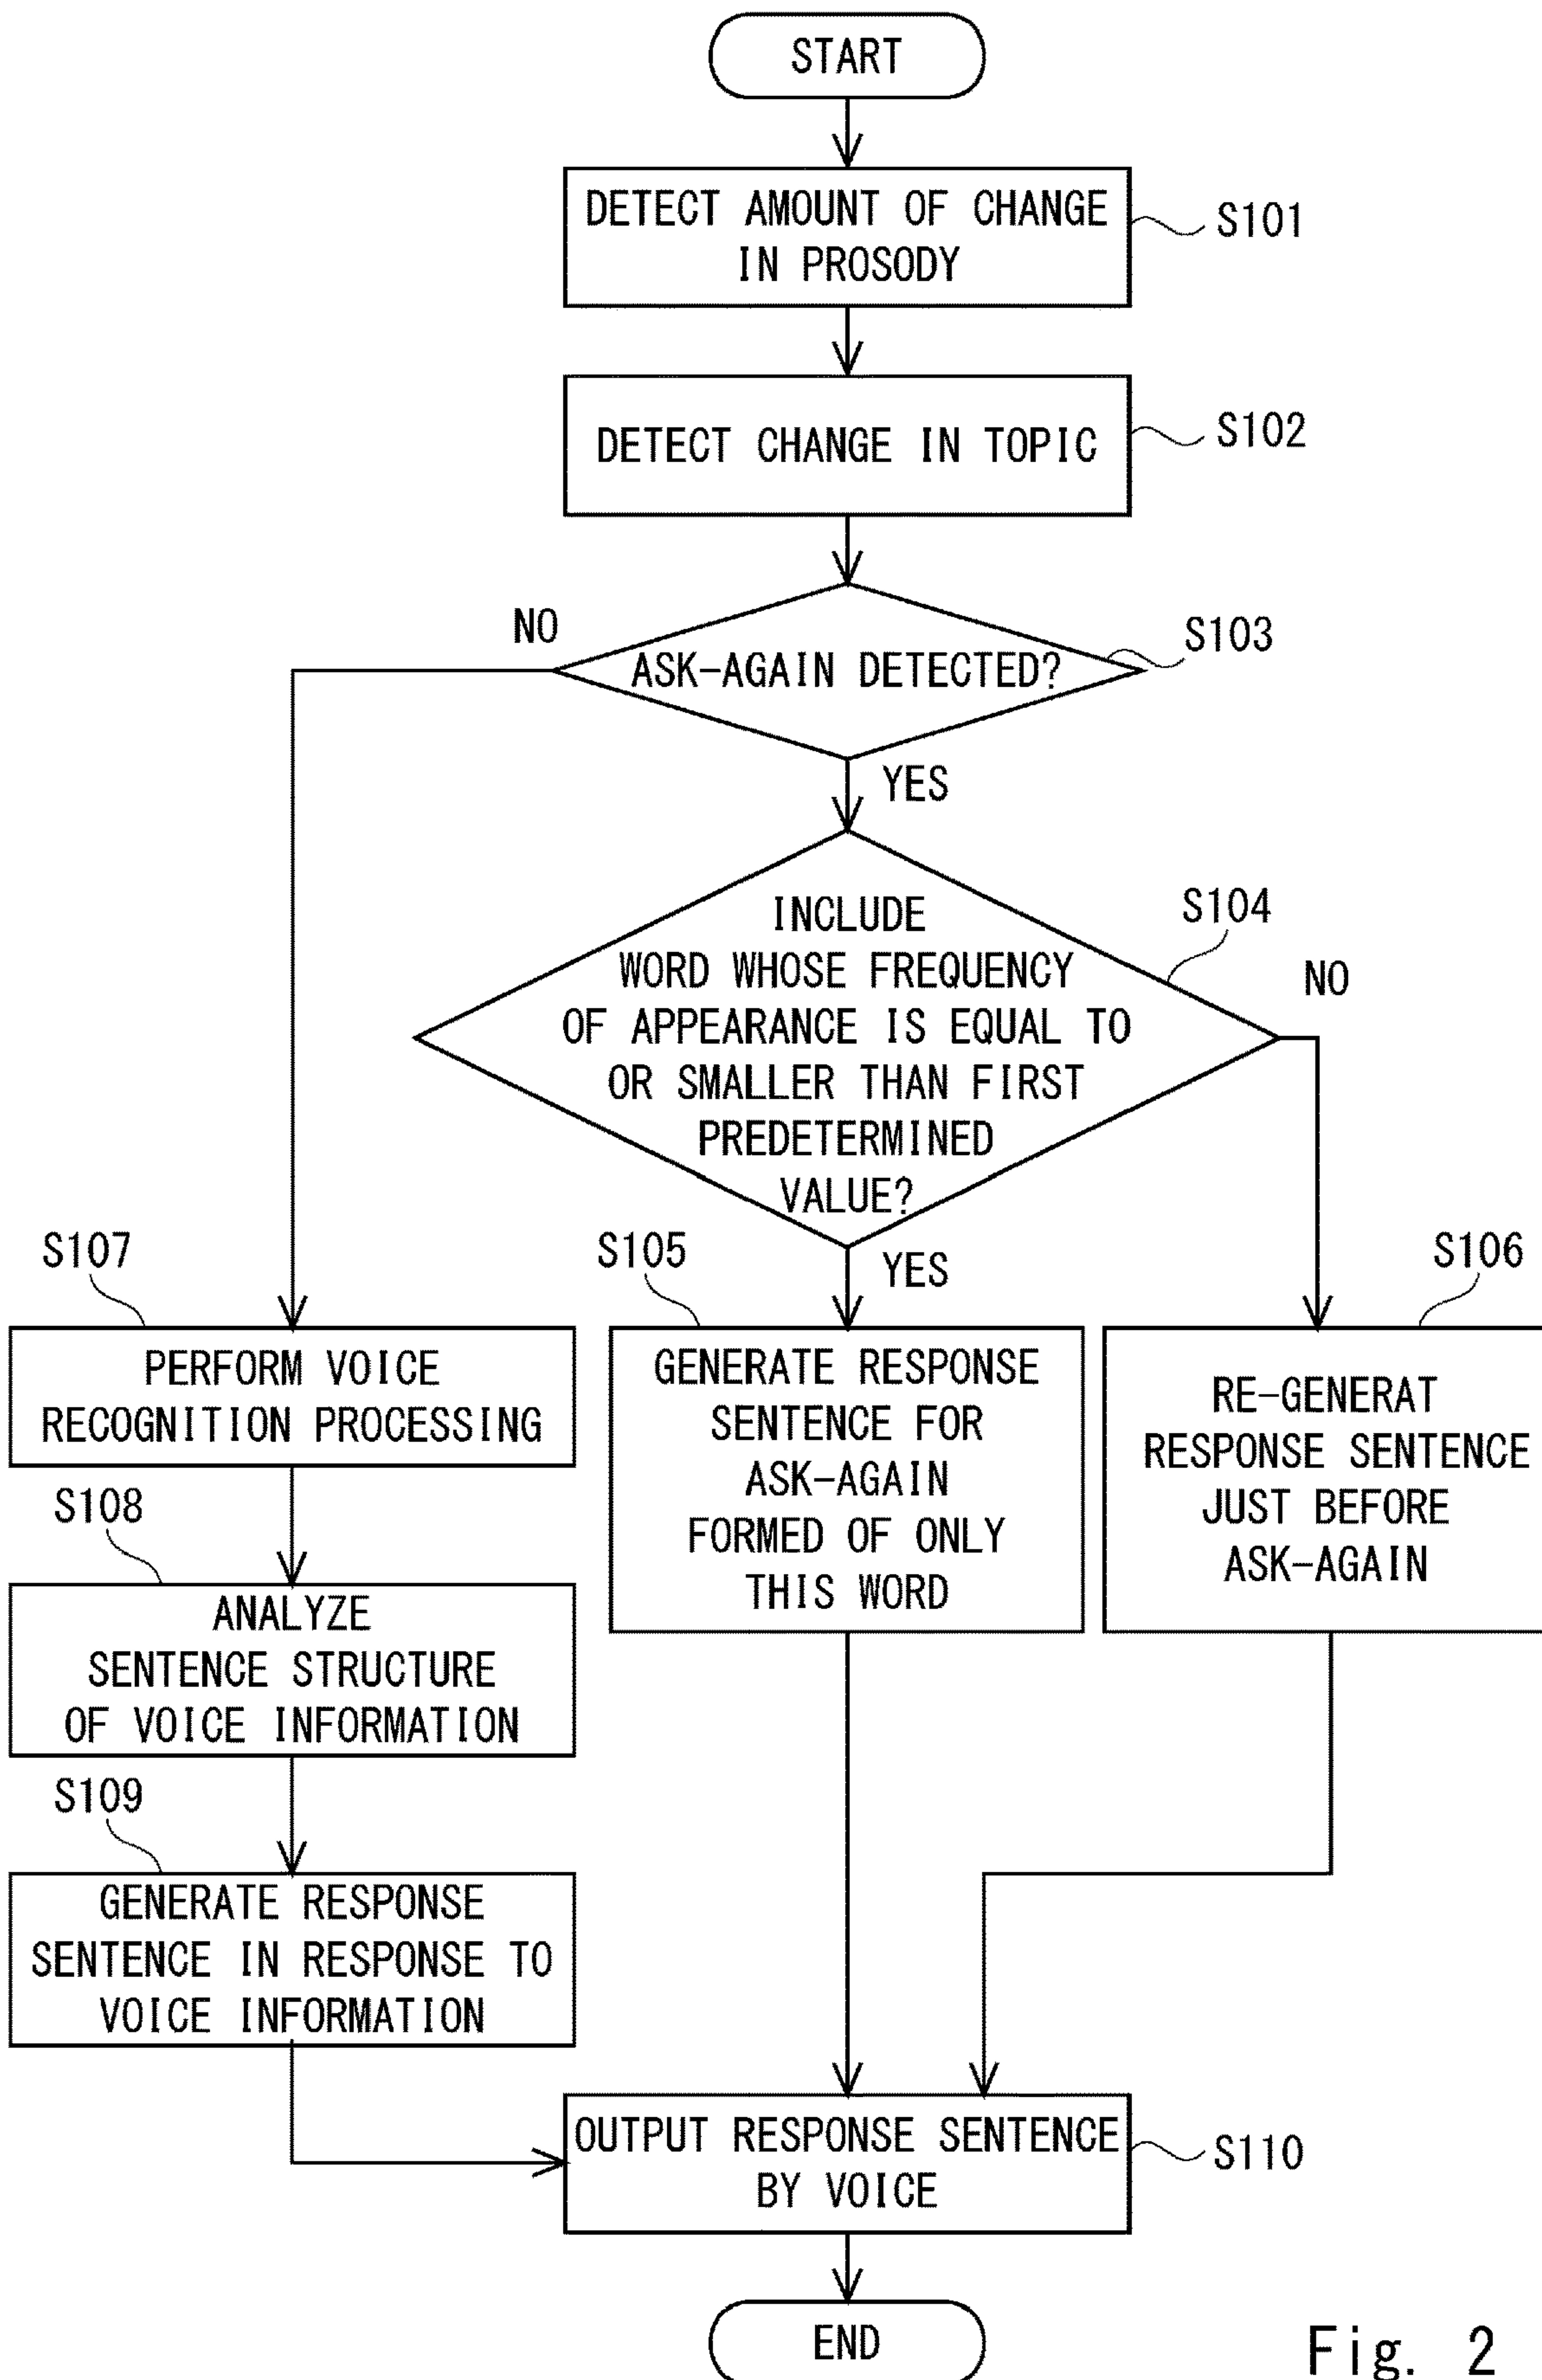 START
DETECT AMOUNT OF CHANGE
IN PROSODY
S101
DETECT CHANGE IN TOPIC
S102
NO
ASK-AGAIN DETECTED?
S103
YES
INCLUDE
WORD WHOSE FREQUENCY
OF APPEARANCE IS EQUAL TO
OR SMALLER THAN FIRST
PREDETERMINED
VALUE?
S104
NO
YES
S107
PERFORM VOICE
RECOGNITION PROCESSING
S105
GENERATE RESPONSE
SENTENCE FOR
ASK-AGAIN
FORMED OF ONLY
THIS WORD
S106
RE-GENERAT
RESPONSE SENTENCE
JUST BEFORE
ASK-AGAIN
S108
ANALYZE
SENTENCE STRUCTURE
OF VOICE INFORMATION
S109
GENERATE RESPONSE
SENTENCE IN RESPONSE TO
VOICE INFORMATION
OUTPUT RESPONSE SENTENCE
BY VOICE
S110
END
Fig. 2